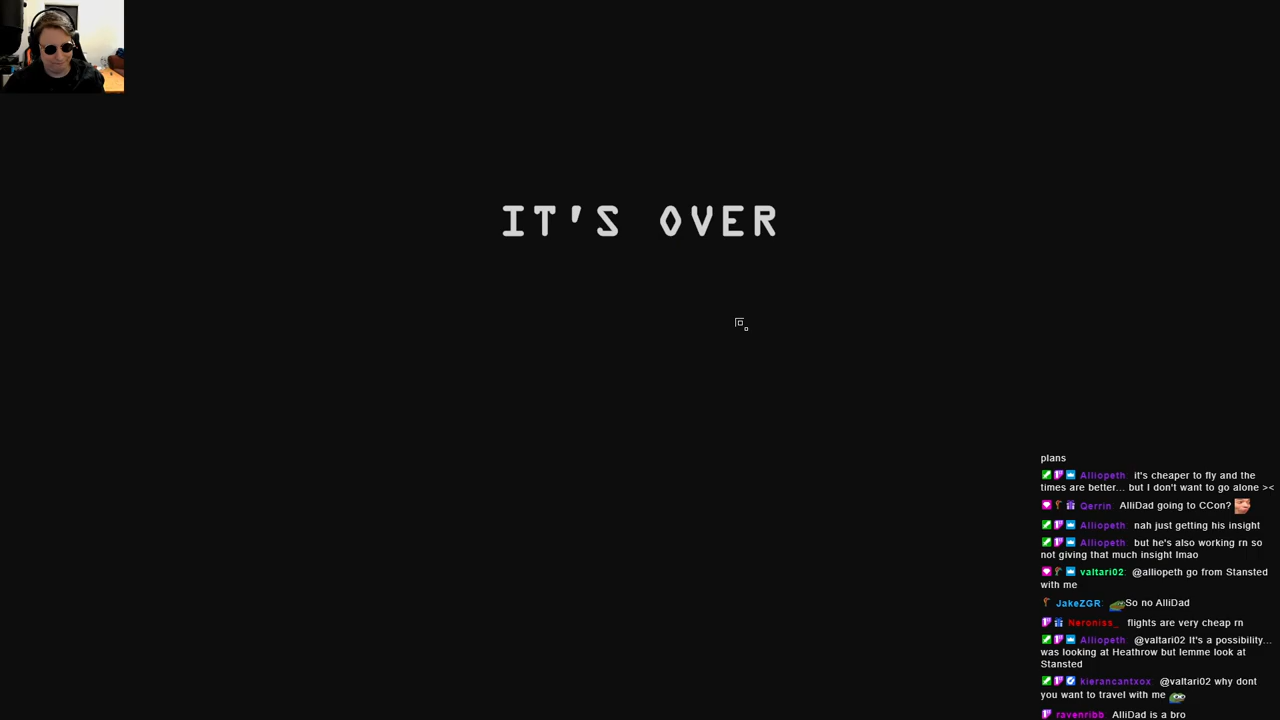 IT'S OVER
plans
Alliopeth: it's cheaper to fly and the
times are better... but I don't want to go alone ><
Qerrin: AlliDad going to CCon?
Alliopeth: nah just getting his insight
Alliopeth: but he's also working rn so
not giving that much insight lmao
valtari02: @alliopeth go from Stansted
with me
JakeZGR: So no AlliDad
Neroniss_: flights are very cheap rn
Alliopeth: @valtari02 It's a possibility...
was looking at Heathrow but lemme look at
Stansted
kierancantxox: @valtari02 why dont
you want to travel with me
ravenribb: AlliDad is a bro